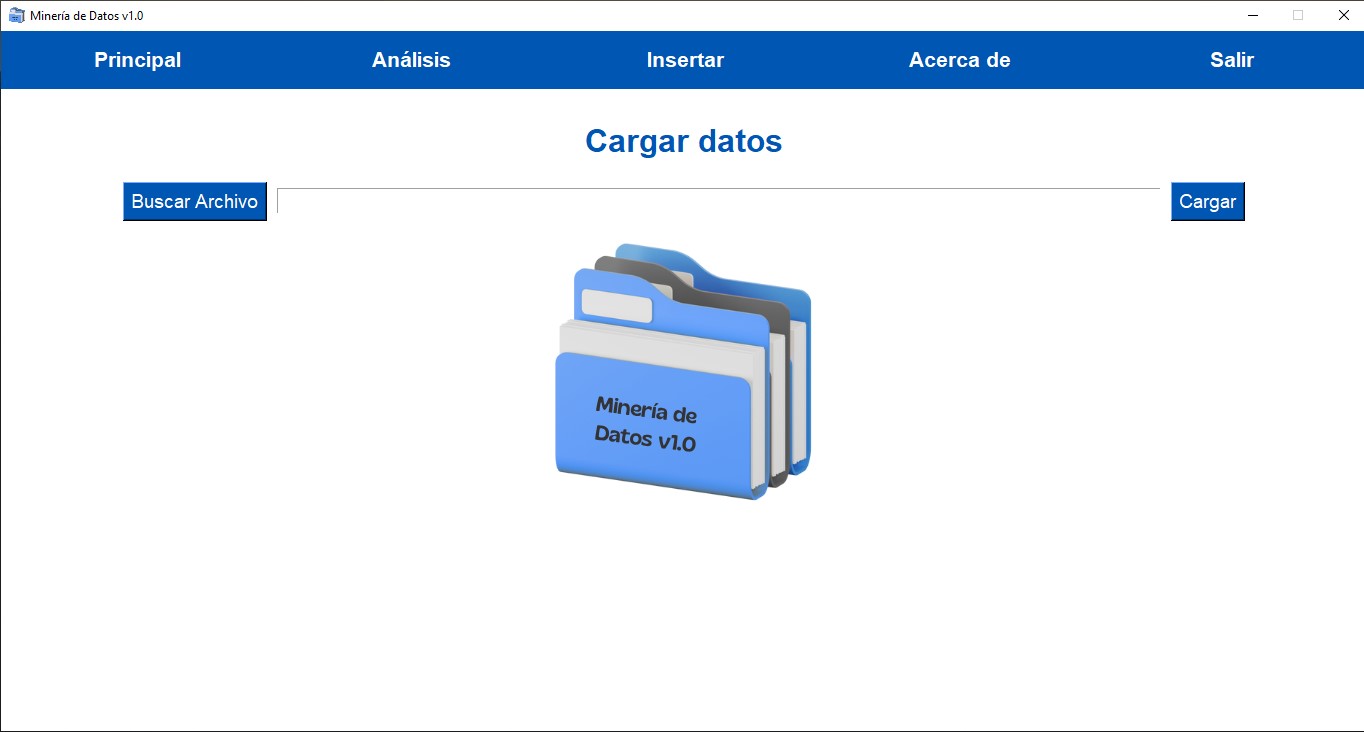 Minería de Datos v1.0
Principal Análisis Insertar Acerca de Salir
Cargar datos
Buscar Archivo Cargar
Minería de
Datos v1.0